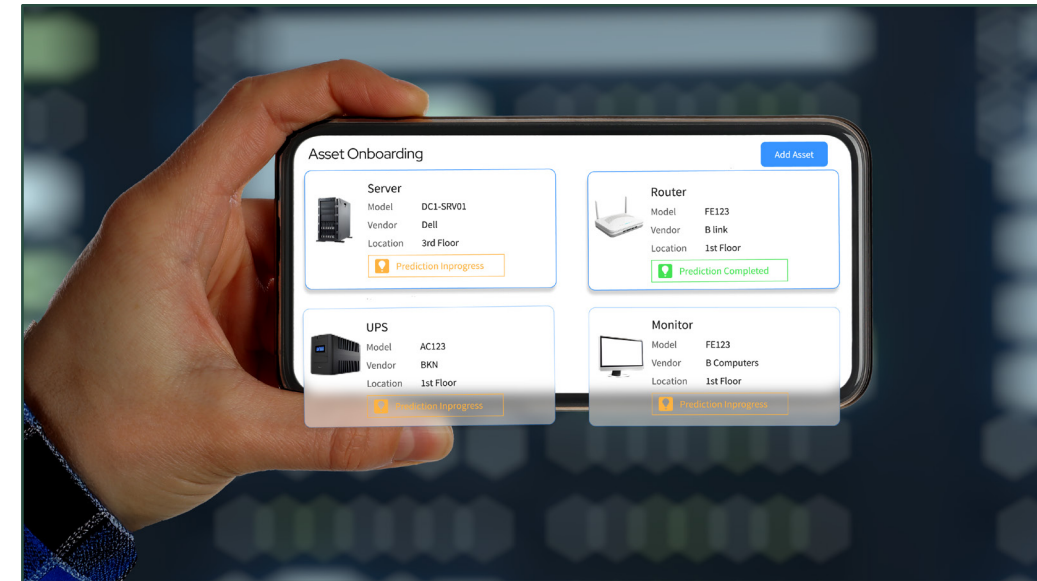 Asset Onboarding
Add Asset
Server
Model DC1-SRV01
Vendor Dell
Location 3rd Floor
Prediction Inprogress
Router
Model FE123
Vendor B link
Location 1st Floor
Prediction Completed
UPS
Model AC123
Vendor BKN
Location 1st Floor
Prediction Inprogress
Monitor
Model FE123
Vendor B Computers
Location 1st Floor
Prediction Inprogress